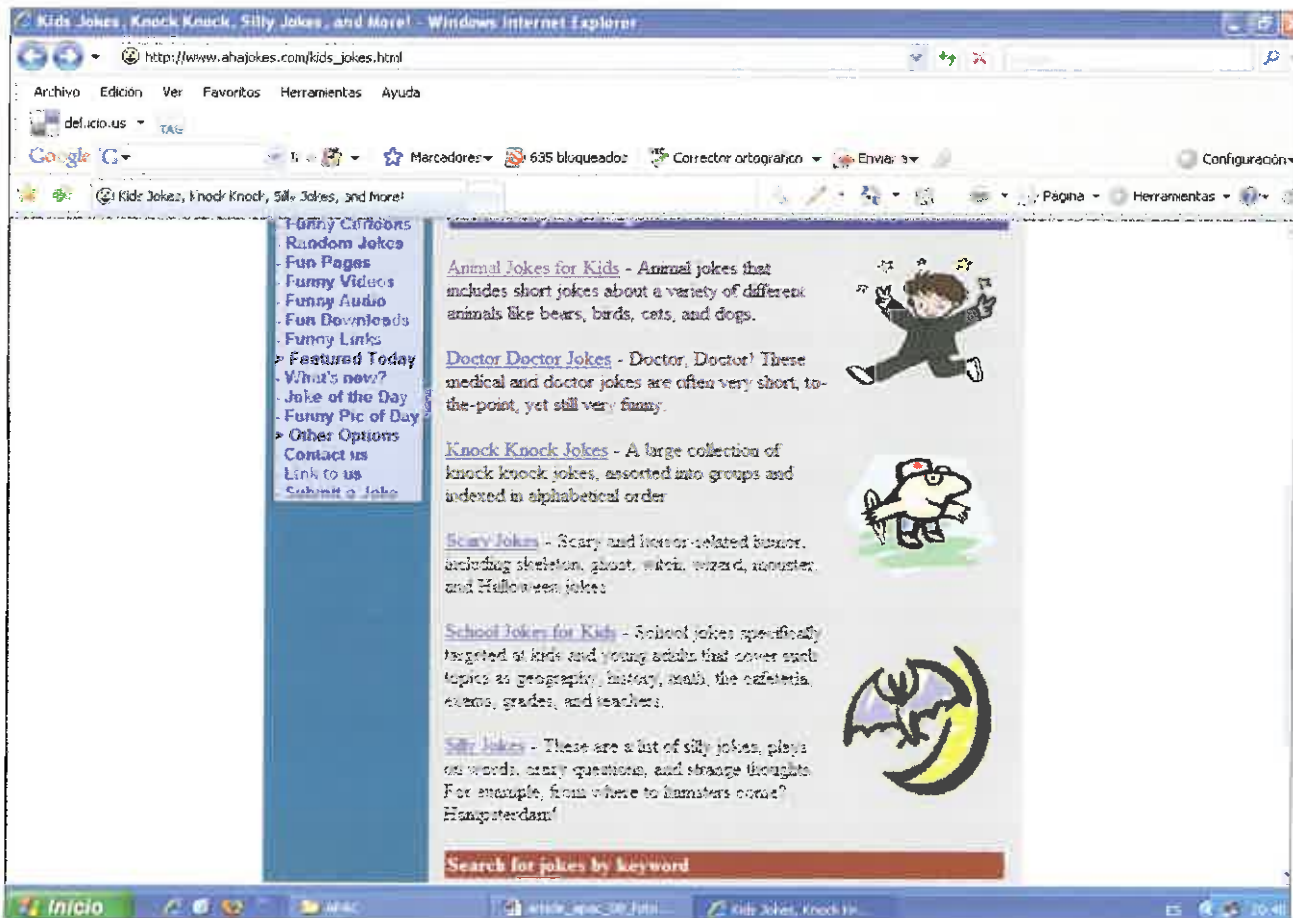 Kids Jokes, Knock Knock, Silly Jokes, and More! - Windows Internet Explorer
http://www.ahajokes.com/kids_jokes.html
Archivo Edición Ver Favoritos Herramientas Ayuda
del.icio.us TAG
Google G Marcadores 635 bloqueados Corrector ortográfico Enviar a Configuración
Kids Jokes, Knock Knock, Silly Jokes, and More! Página Herramientas
- Funny Cartoons
- Random Jokes
- Fun Pages
- Funny Videos
- Funny Audio
- Fun Downloads
- Funny Links
> Featured Today
- What's new?
- Joke of the Day
- Funny Pic of Day
> Other Options
Contact us
Link to us
- Submit a Joke
Animal Jokes for Kids - Animal jokes that
includes short jokes about a variety of different
animals like bears, birds, cats, and dogs.
Doctor Doctor Jokes - Doctor, Doctor! These
medical and doctor jokes are often very short, to-
the-point, yet still very funny.
Knock Knock Jokes - A large collection of
knock knock jokes, assorted into groups and
indexed in alphabetical order
Scary Jokes - Scary and horror-related humor,
including skeleton, ghost, witch, wizard, monster,
and Halloween jokes
School Jokes for Kids - School jokes specifically
targeted at kids and young adults that cover such
topics as geography, history, math, the cafeteria,
exams, grades, and teachers.
Silly Jokes - These are a list of silly jokes, plays
on words, crazy questions, and strange thoughts.
For example, from where to hamsters come?
Hampsterdam!
Search for jokes by keyword
Inicio APAC Kids Jokes, Knock Kn... ES 20:40